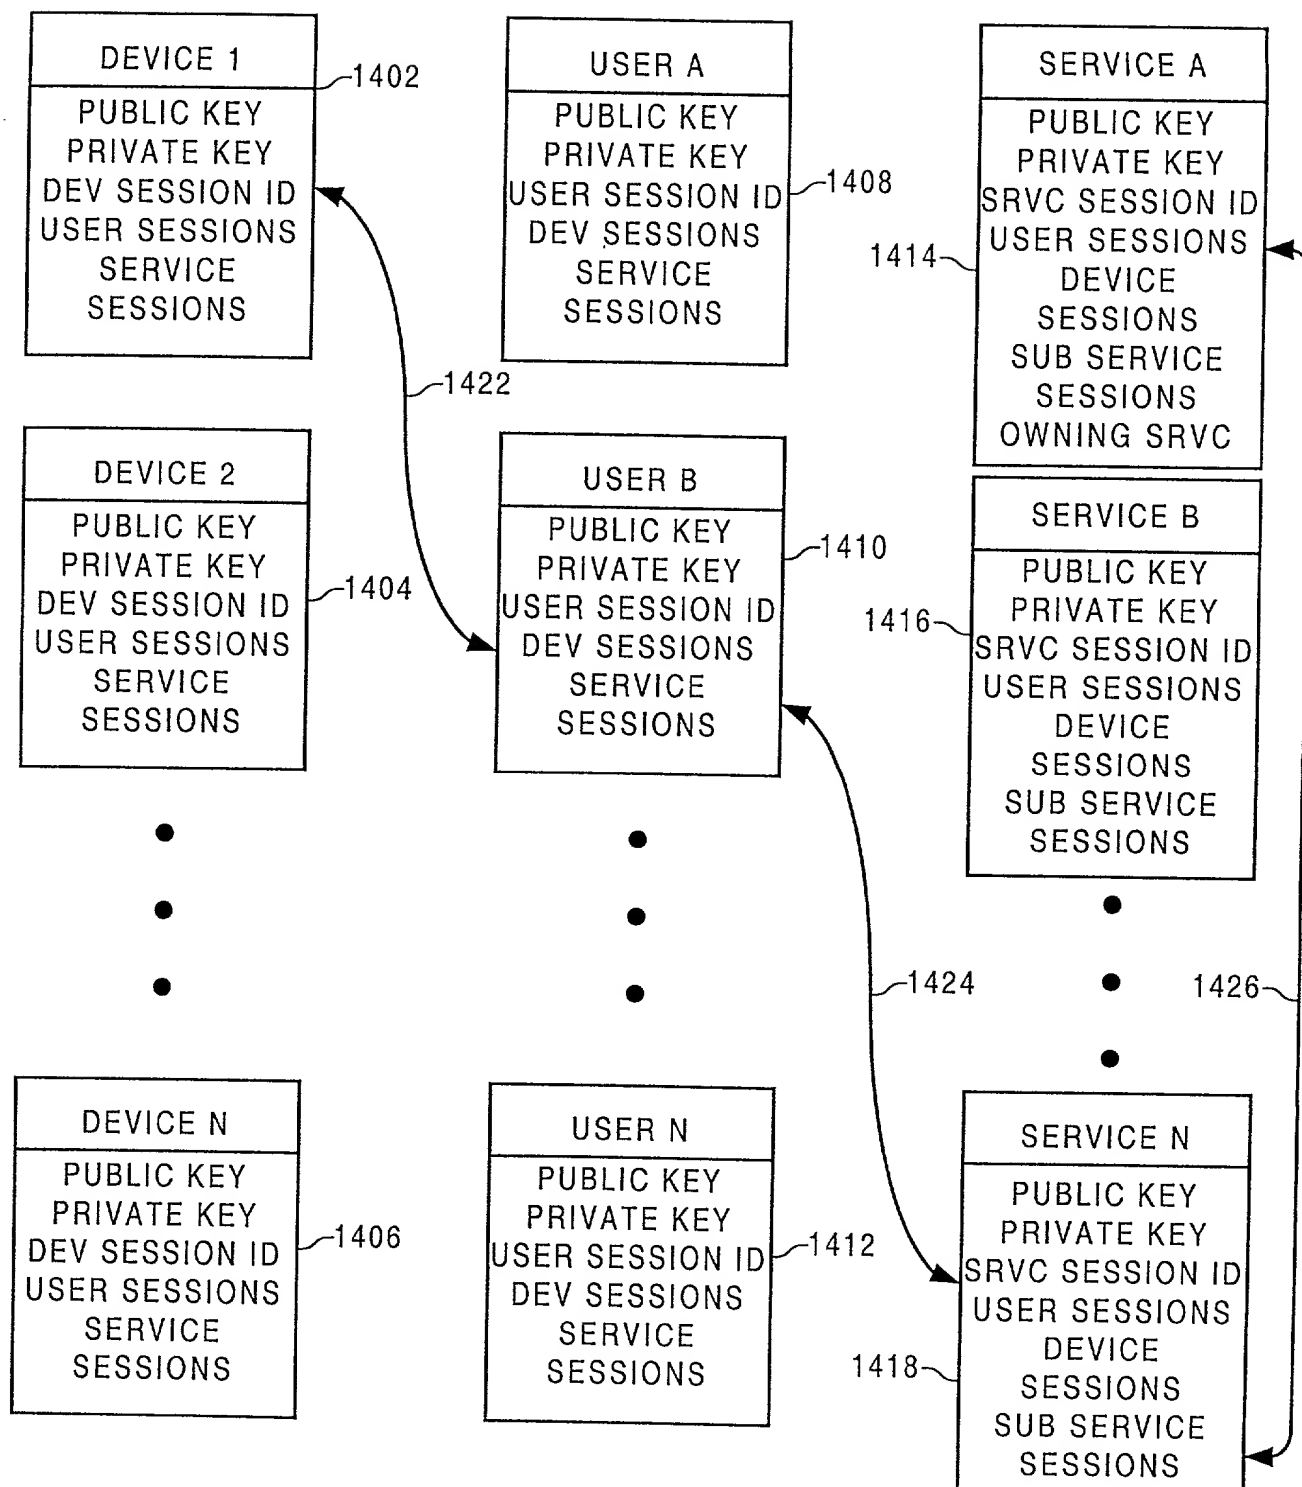 DEVICE 1
1402
PUBLIC KEY
PRIVATE KEY
DEV SESSION ID
USER SESSIONS
SERVICE
SESSIONS
USER A
PUBLIC KEY
PRIVATE KEY
USER SESSION ID
1408
DEV SESSIONS
SERVICE
SESSIONS
SERVICE A
PUBLIC KEY
PRIVATE KEY
SRVC SESSION ID
USER SESSIONS
1414
DEVICE
SESSIONS
SUB SERVICE
SESSIONS
OWNING SRVC
1422
DEVICE 2
PUBLIC KEY
PRIVATE KEY
1404
DEV SESSION ID
USER SESSIONS
SERVICE
SESSIONS
USER B
PUBLIC KEY
1410
PRIVATE KEY
USER SESSION ID
DEV SESSIONS
SERVICE
SESSIONS
SERVICE B
PUBLIC KEY
PRIVATE KEY
1416
SRVC SESSION ID
USER SESSIONS
DEVICE
SESSIONS
SUB SERVICE
SESSIONS
1424
1426
DEVICE N
PUBLIC KEY
PRIVATE KEY
1406
DEV SESSION ID
USER SESSIONS
SERVICE
SESSIONS
USER N
PUBLIC KEY
PRIVATE KEY
1412
USER SESSION ID
DEV SESSIONS
SERVICE
SESSIONS
SERVICE N
PUBLIC KEY
PRIVATE KEY
SRVC SESSION ID
USER SESSIONS
DEVICE
1418
SESSIONS
SUB SERVICE
SESSIONS